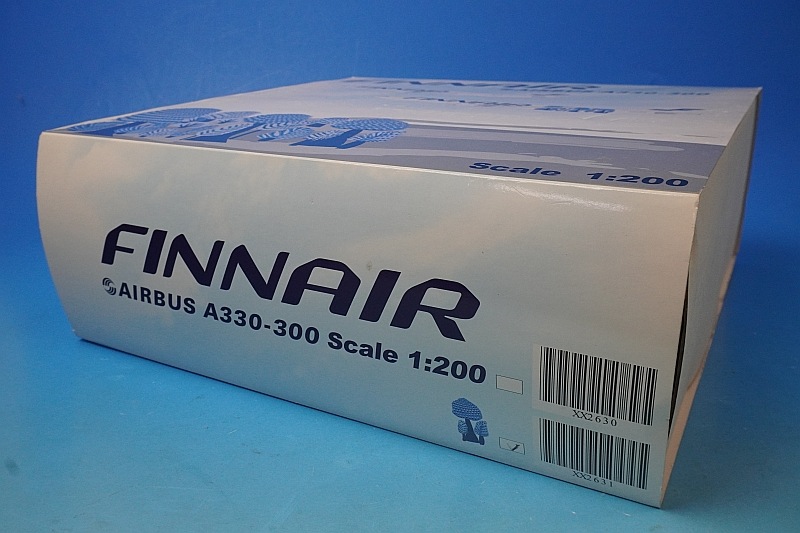 Scale 1:200
FINNAIR
AIRBUS A330-300 Scale 1:200
XX2630
XX2631